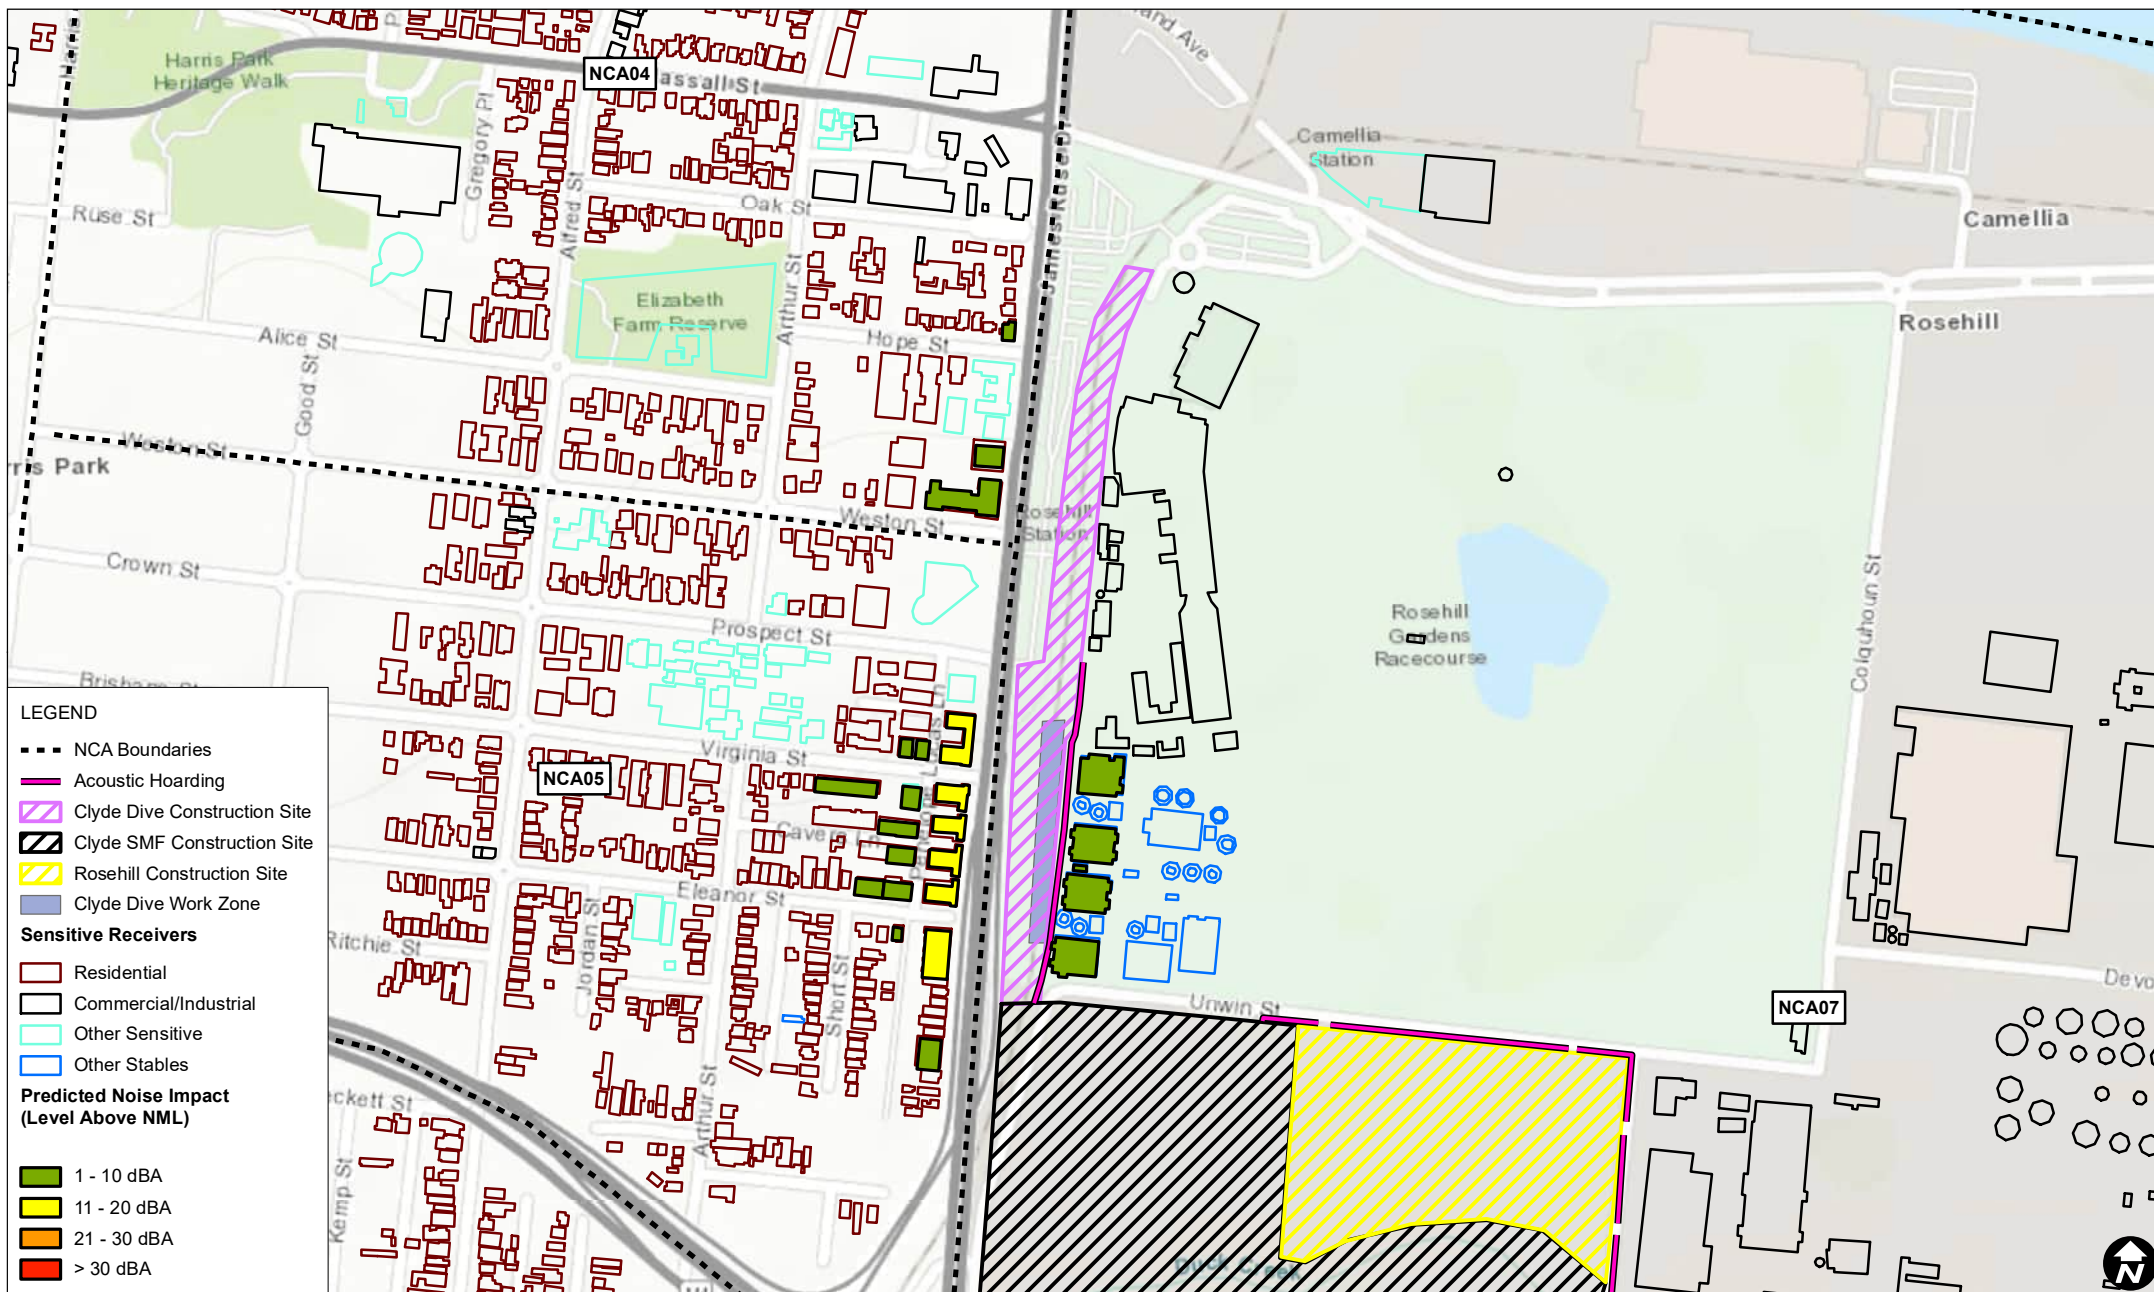 Harris Park
Heritage Walk
NCA04
Gregory Pl
Alfred St
Ruse St
Oak St
Elizabeth
Farm Reserve
Arthur St
Hope St
Alice St
Good St
Weston St
Weston St
Crown St
Prospect St
Virginia St
NCA05
Eleanor St
Jordan St
Short St
Arthur St
Ritchie St
Kemp St
Camellia
Station
Camellia
Rosehill
Rosehill
Station
Rosehill
Gardens
Racecourse
Colquhoun St
Unwin St
NCA07
Duck Creek
LEGEND
NCA Boundaries
Acoustic Hoarding
Clyde Dive Construction Site
Clyde SMF Construction Site
Rosehill Construction Site
Clyde Dive Work Zone
Sensitive Receivers
Residential
Commercial/Industrial
Other Sensitive
Other Stables
Predicted Noise Impact
(Level Above NML)
1 - 10 dBA
11 - 20 dBA
21 - 30 dBA
> 30 dBA
N